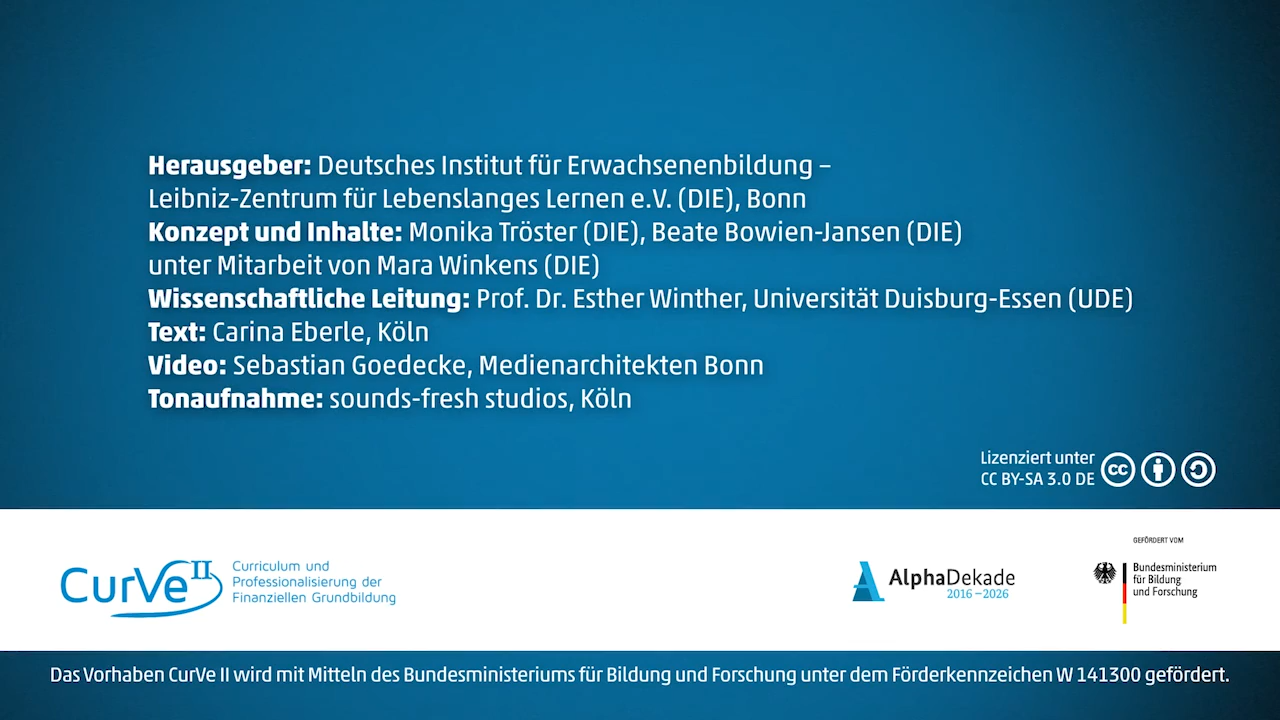 Herausgeber: Deutsches Institut für Erwachsenenbildung –
Leibniz-Zentrum für Lebenslanges Lernen e.V. (DIE), Bonn
Konzept und Inhalte: Monika Tröster (DIE), Beate Bowien-Jansen (DIE)
unter Mitarbeit von Mara Winkens (DIE)
Wissenschaftliche Leitung: Prof. Dr. Esther Winther, Universität Duisburg-Essen (UDE)
Text: Carina Eberle, Köln
Video: Sebastian Goedecke, Medienarchitekten Bonn
Tonaufnahme: sounds-fresh studios, Köln
Lizenziert unter
CC BY-SA 3.0 DE
cc
CurVe II
Curriculum und
Professionalisierung der
Finanziellen Grundbildung
AlphaDekade
2016 – 2026
GEFÖRDERT VOM
Bundesministerium
für Bildung
und Forschung
Das Vorhaben CurVe II wird mit Mitteln des Bundesministeriums für Bildung und Forschung unter dem Förderkennzeichen W 141300 gefördert.